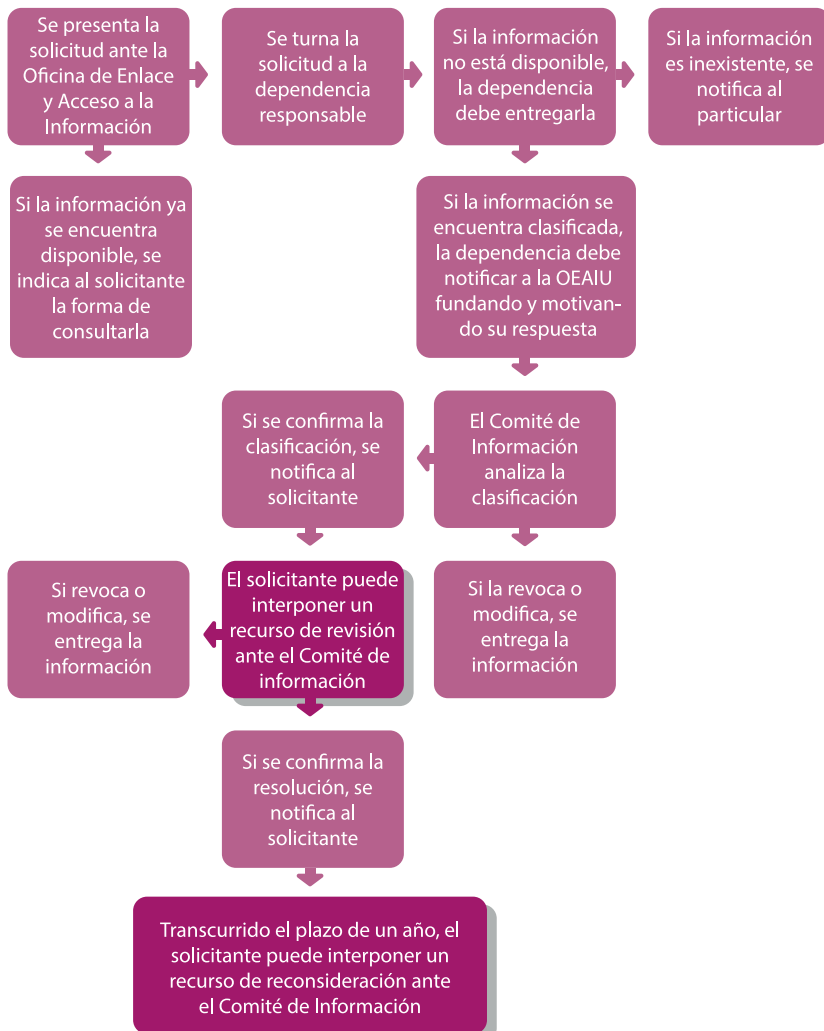 Se presenta la
solicitud ante la
Oficina de Enlace
y Acceso a la
Información
Se turna la
solicitud a la
dependencia
responsable
Si la información
no está disponible,
la dependencia
debe entregarla
Si la información
es inexistente, se
notifica al
particular
Si la información ya
se encuentra
disponible, se
indica al solicitante
la forma de
consultarla
Si la información se
encuentra clasificada,
la dependencia debe
notificar a la OEAIU
fundando y motivan-
do su respuesta
Si se confirma la
clasificación, se
notifica al
solicitante
El Comité de
Información
analiza la
clasificación
Si revoca o
modifica, se
entrega la
información
El solicitante puede
interponer un
recurso de revisión
ante el Comité de
información
Si la revoca o
modifica, se
entrega la
información
Si se confirma la
resolución, se
notifica al
solicitante
Transcurrido el plazo de un año, el
solicitante puede interponer un
recurso de reconsideración ante
el Comité de Información